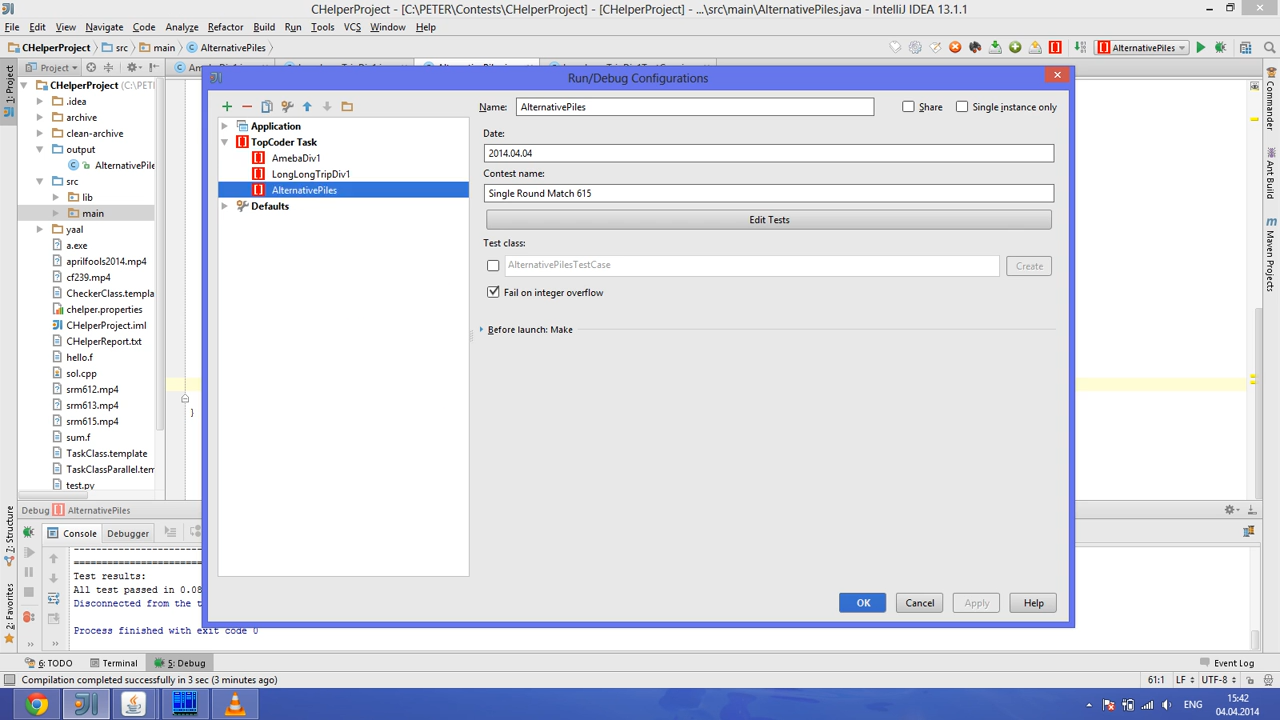 CHelperProject - [C:\PETER\Contests\CHelperProject] - [CHelperProject] - ...\src\main\AlternativePiles.java - IntelliJ IDEA 13.1.1
File Edit View Navigate Code Analyze Refactor Build Run Tools VCS Window Help
CHelperProject src main AlternativePiles
AlternativePiles
1: Project
Project
Run/Debug Configurations
CHelperProject [C:\PET
.idea
archive
clean-archive
output
AlternativePile
src
lib
main
yaal
a.exe
aprilfools2014.mp4
cf239.mp4
CheckerClass.templa
chelper.properties
CHelperProject.iml
CHelperReport.txt
hello.f
sol.cpp
srm612.mp4
srm613.mp4
srm615.mp4
sum.f
TaskClass.template
TaskClassParallel.tem
test.py
Application
TopCoder Task
AmebaDiv1
LongLongTripDiv1
AlternativePiles
Defaults
Name: AlternativePiles Share Single instance only
Date:
2014.04.04
Contest name:
Single Round Match 615
Edit Tests
Test class:
AlternativePilesTestCase Create
Fail on integer overflow
Before launch: Make
OK Cancel Apply Help
Commander
Ant Build
Maven Projects
}
Debug AlternativePiles
Console Debugger
Test results:
All test passed in 0.08
Disconnected from the t
Process finished with exit code 0
Z: Structure
2: Favorites
6: TODO Terminal 5: Debug Event Log
Compilation completed successfully in 3 sec (3 minutes ago) 61:1 LF UTF-8
ENG 15:42
04.04.2014